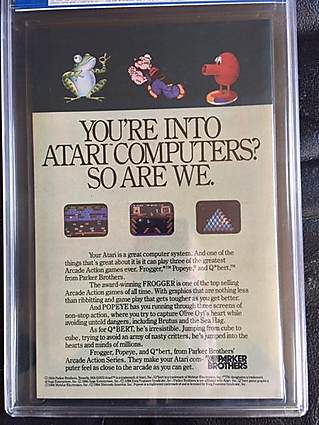 YOU'RE INTO
ATARI COMPUTERS?
SO ARE WE.
Your Atari is a great computer system. And one of the
things that's great about it is it can play three of the greatest
Arcade Action games ever. Frogger,*™ Popeye,* and Q*bert,™
from Parker Brothers.
The award-winning FROGGER is one of the top selling
Arcade Action games of all time. With graphics that are nothing less
than ribbitting and game play that gets tougher as you get better.
And POPEYE has you running through three screens of
non-stop action, where you try to capture Olive Oyl's heart while
avoiding untold dangers, including Brutus and the Sea Hag.
As for Q*BERT, he's irresistible. Jumping from cube to
cube, trying to avoid an army of nasty critters, he's jumped into the
hearts and minds of millions.
Frogger, Popeye, and Q*bert, from Parker Brothers'
Arcade Action Series. They make your Atari com-
puter feel as close to the arcade as you can get.
PARKER
BROTHERS